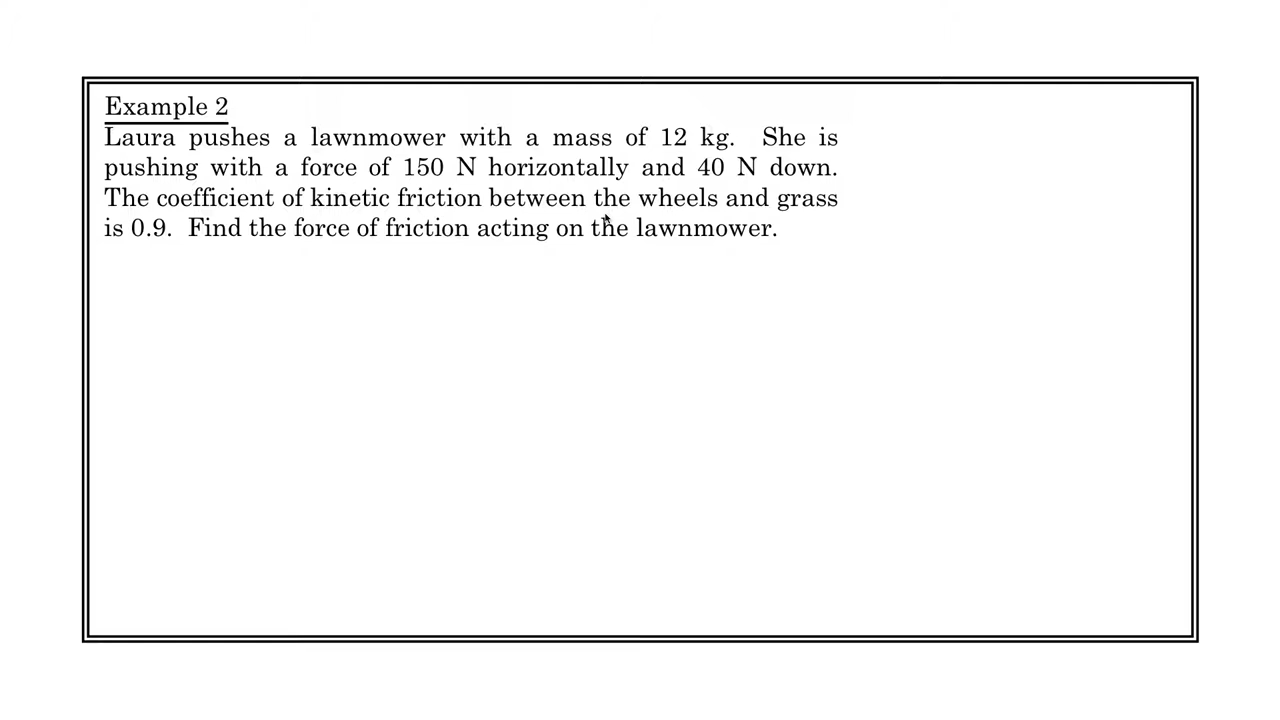 Example 2
Laura pushes a lawnmower with a mass of 12 kg. She is
pushing with a force of 150 N horizontally and 40 N down.
The coefficient of kinetic friction between the wheels and grass
is 0.9. Find the force of friction acting on the lawnmower.